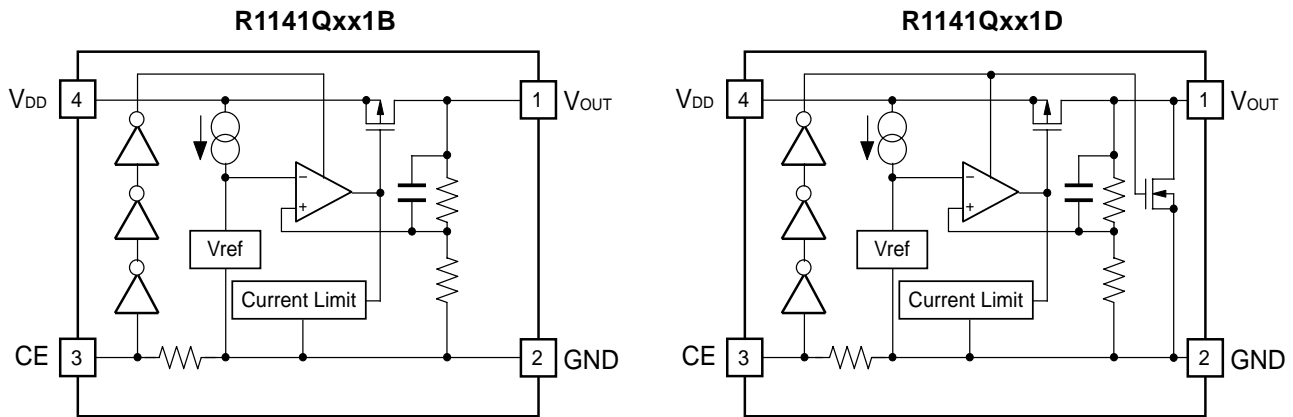 R1141Qxx1B
VDD
4
1
VOUT
−
+
Vref
Current Limit
CE
3
2
GND
R1141Qxx1D
VDD
4
1
VOUT
−
+
Vref
Current Limit
CE
3
2
GND